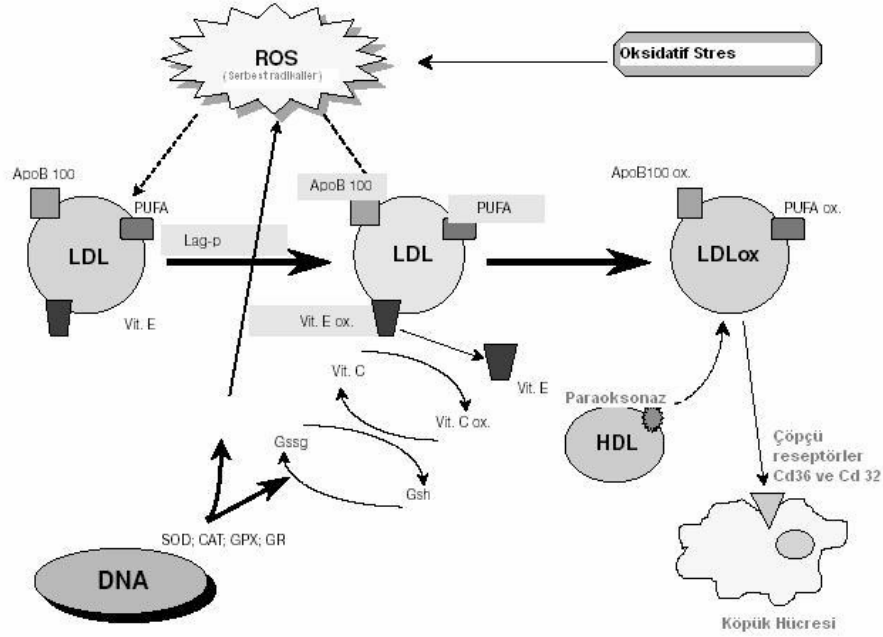 ROS
(Serbest radikaller)
Oksidatif Stres
ApoB 100
PUFA
LDL
Vit. E
Lag-p
ApoB 100
PUFA
LDL
Vit. E ox.
Vit. E
ApoB100 ox.
PUFA ox.
LDLox
Vit. C
Vit. C ox.
Gssg
Gsh
Paraoksonaz
HDL
Çöpçü
reseptörler
Cd36 ve Cd 32
SOD; CAT; GPX; GR
DNA
Köpük Hücresi